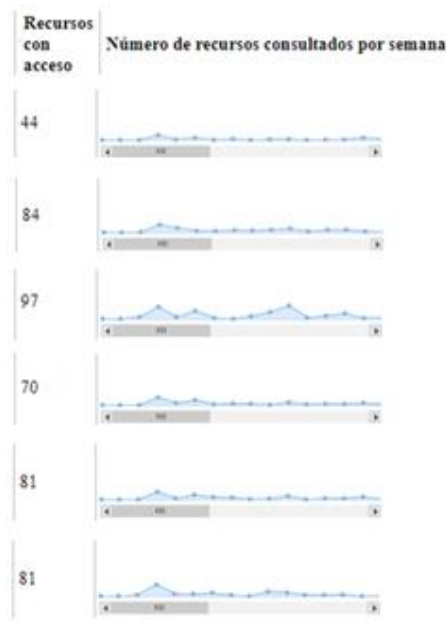 Recursos
con
acceso
Número de recursos consultados por semana
44
84
97
70
81
81